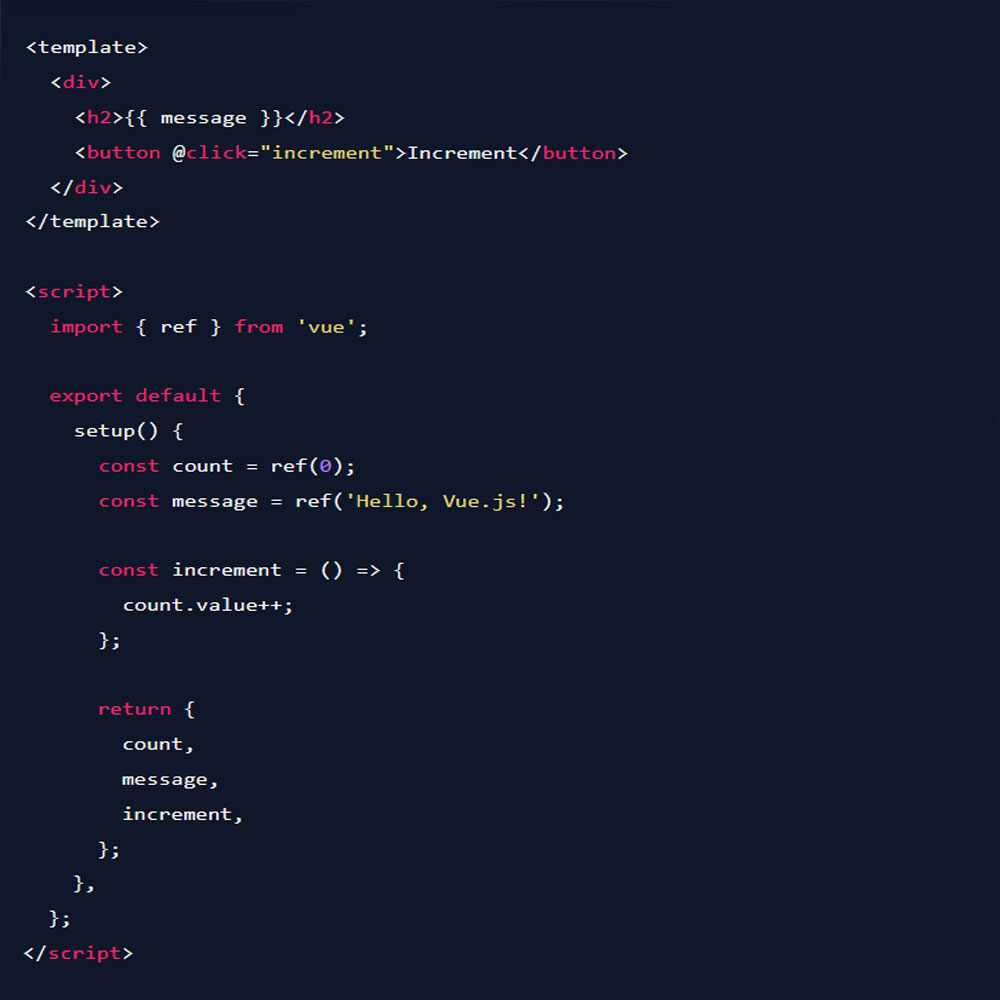 <template>
  <div>
    <h2>{{ message }}</h2>
    <button @click="increment">Increment</button>
  </div>
</template>

<script>
  import { ref } from 'vue';

  export default {
    setup() {
      const count = ref(0);
      const message = ref('Hello, Vue.js!');

      const increment = () => {
        count.value++;
      };

      return {
        count,
        message,
        increment,
      };
    },
  };
</script>